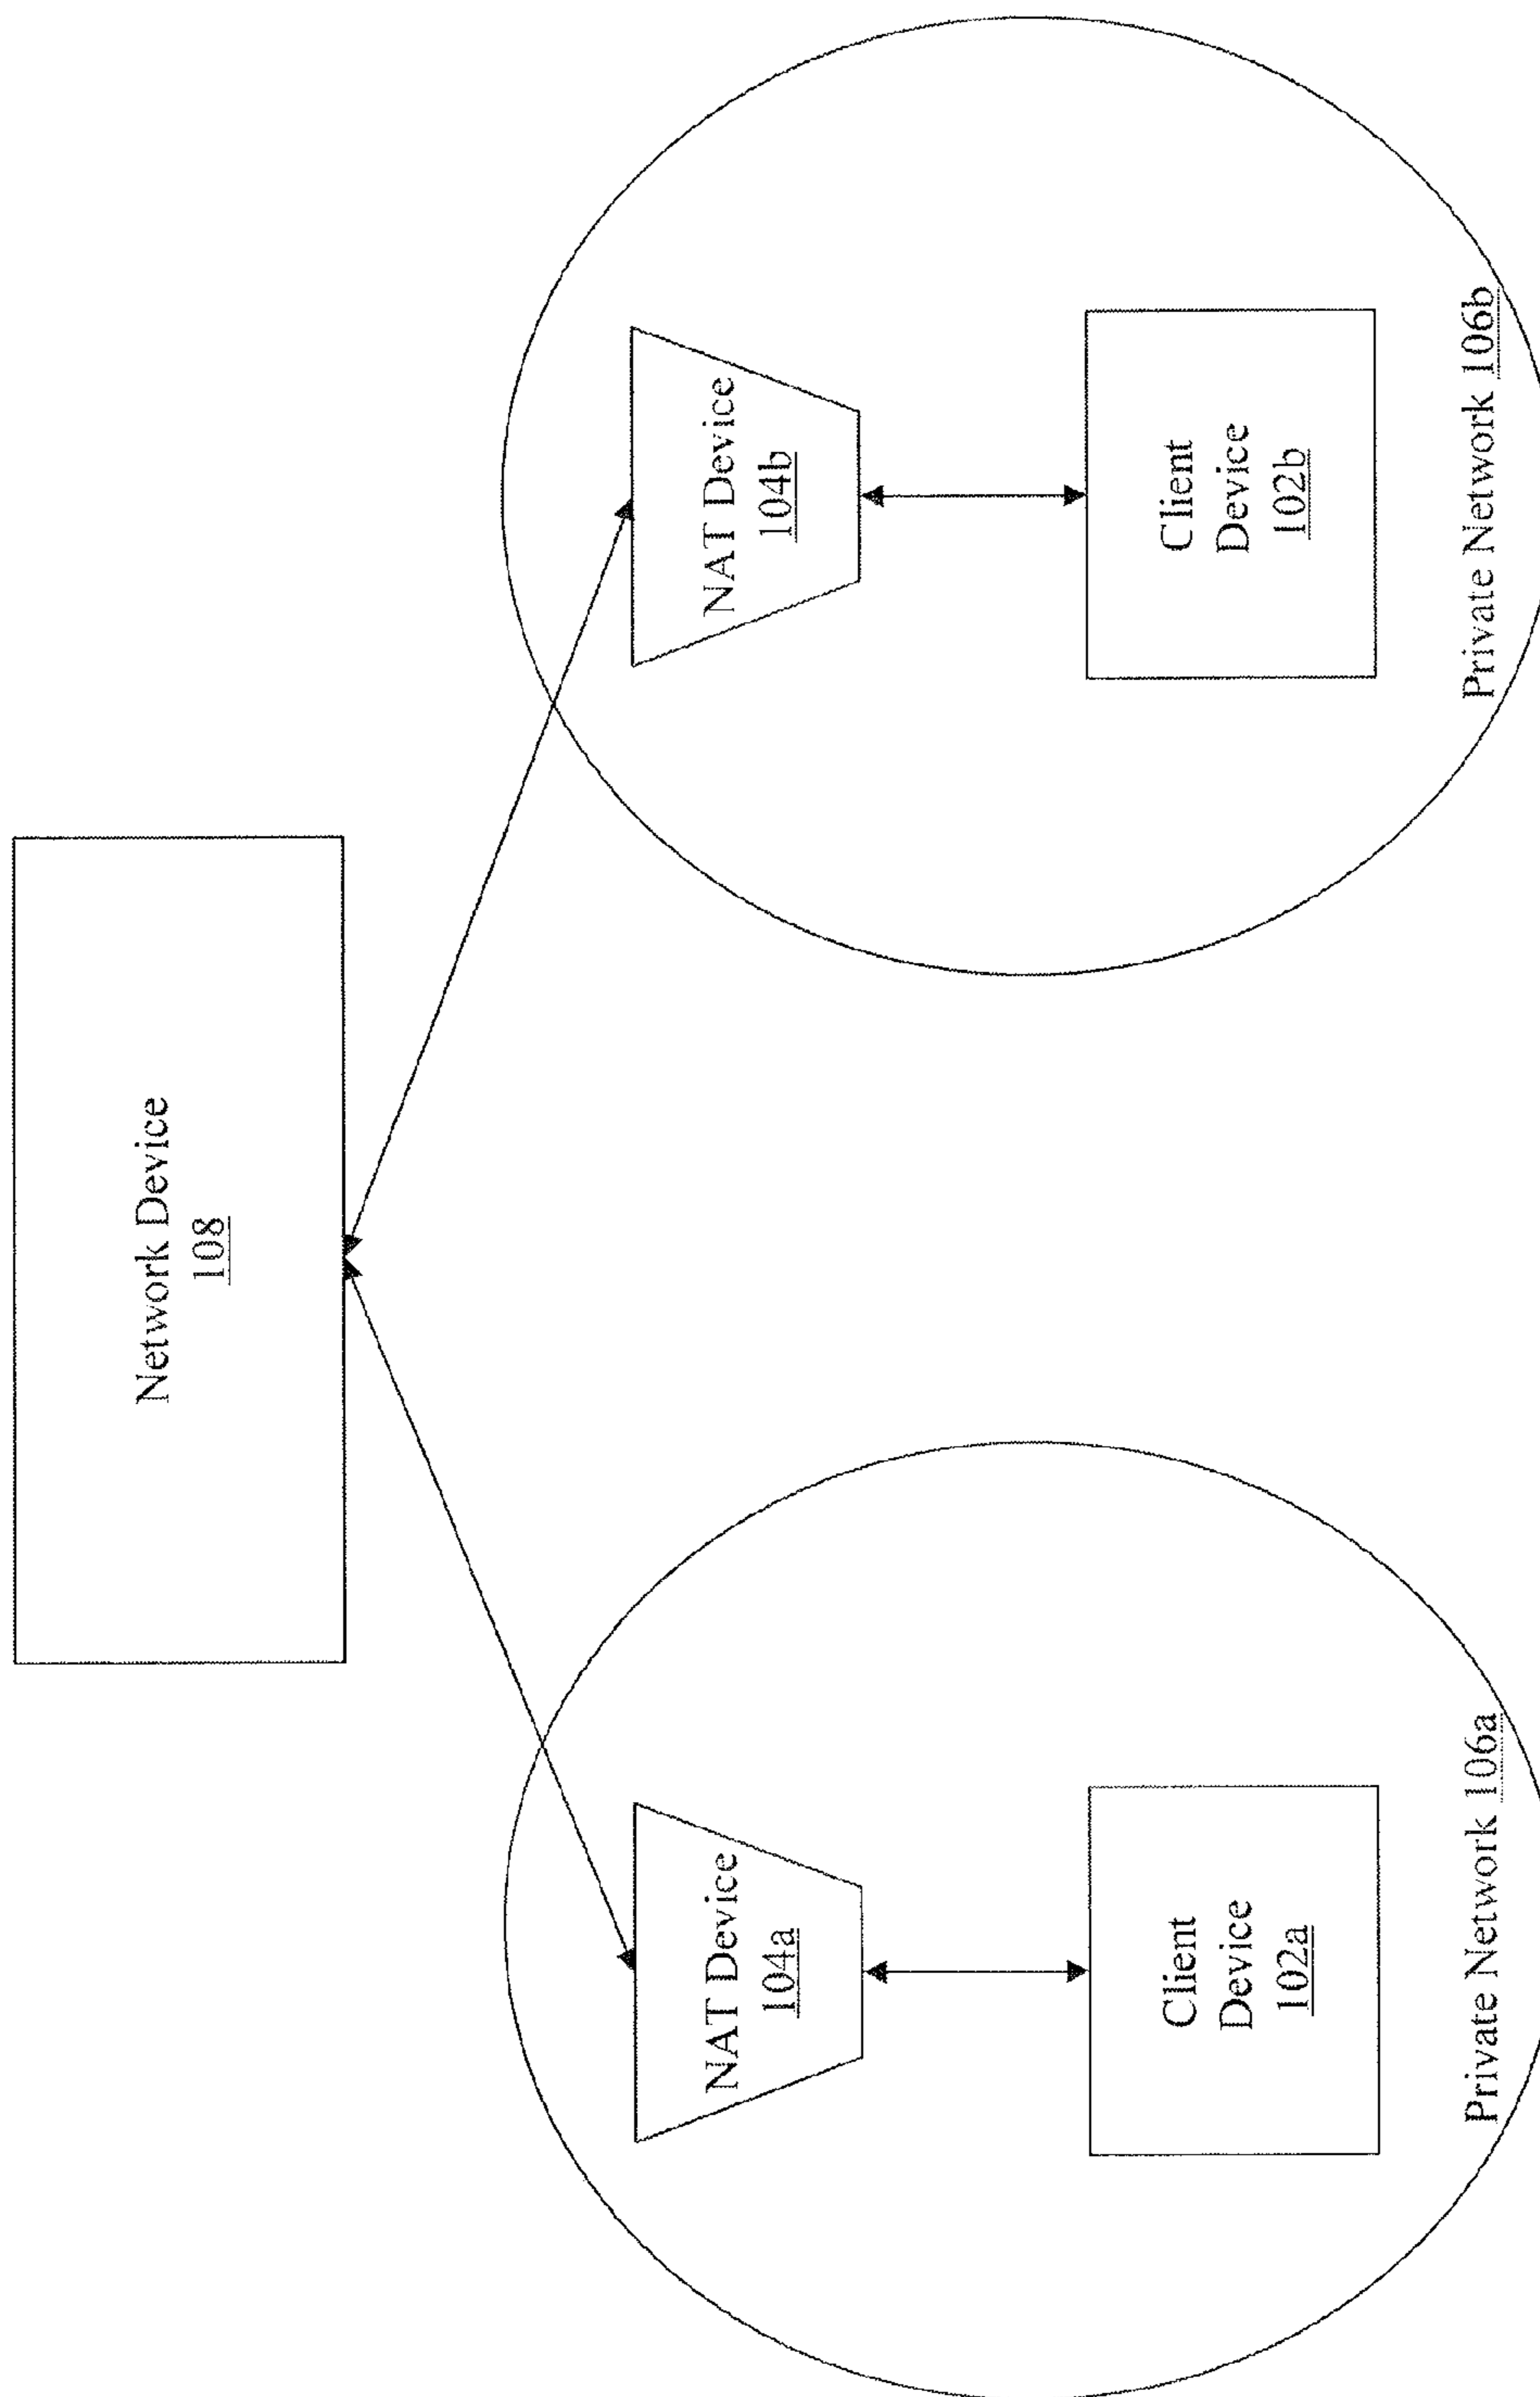 Network Device
108
NAT Device
104a
Client
Device
102a
Private Network 106a
NAT Device
104b
Client
Device
102b
Private Network 106b